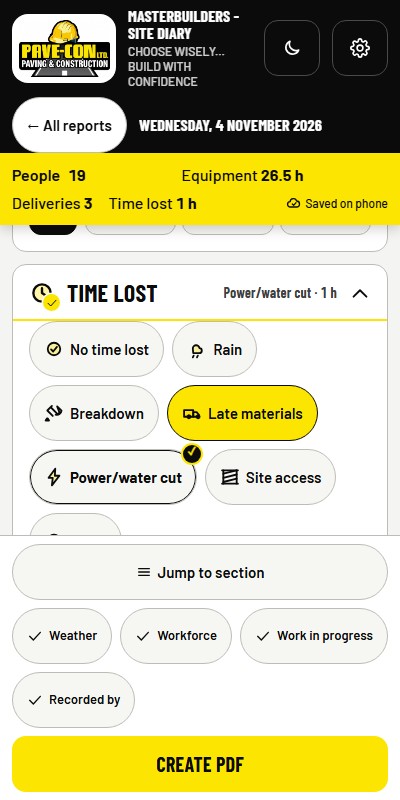 PAVE-CON LTD.
PAVING & CONSTRUCTION
MASTERBUILDERS -
SITE DIARY
CHOOSE WISELY...
BUILD WITH
CONFIDENCE
← All reports
WEDNESDAY, 4 NOVEMBER 2026
People 19
Equipment 26.5 h
Deliveries 3
Time lost 1 h
Saved on phone
TIME LOST
Power/water cut · 1 h
No time lost
Rain
Breakdown
Late materials
Power/water cut
Site access
Jump to section
Weather
Workforce
Work in progress
Recorded by
CREATE PDF